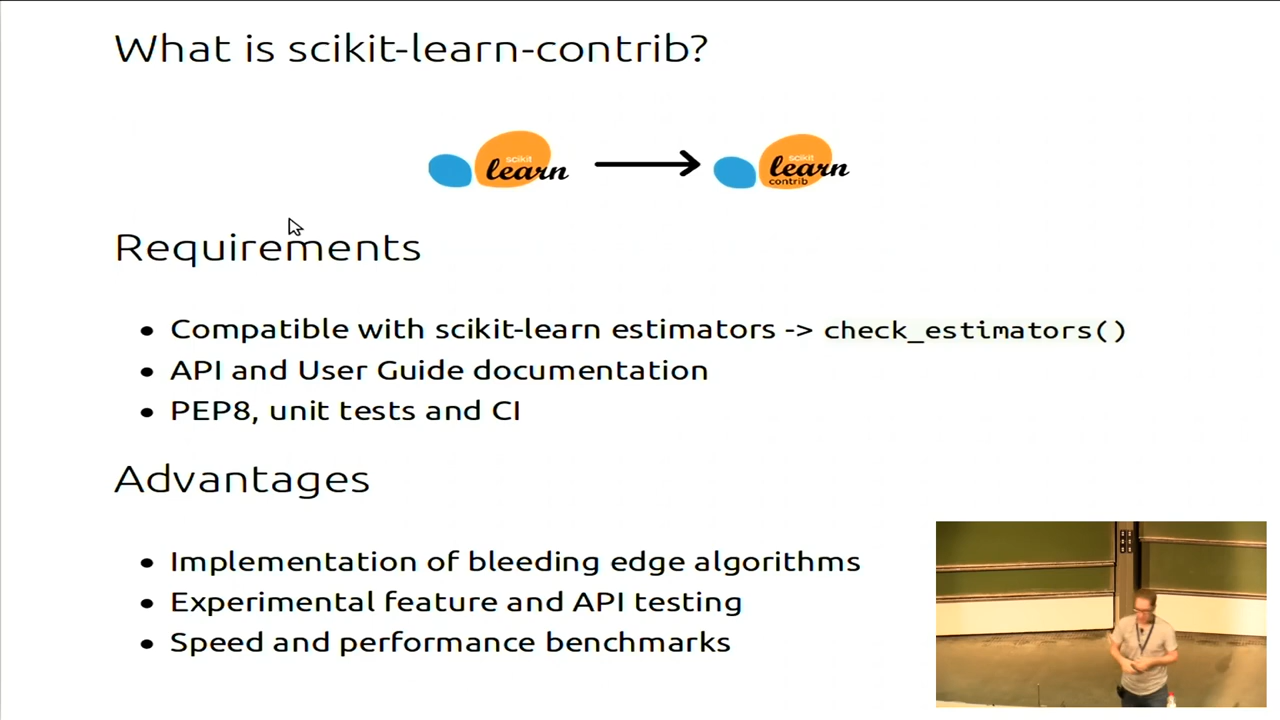 What is scikit-learn-contrib?
scikit
learn
scikit
learn
contrib
Requirements
• Compatible with scikit-learn estimators -> check_estimators()
• API and User Guide documentation
• PEP8, unit tests and CI
Advantages
• Implementation of bleeding edge algorithms
• Experimental feature and API testing
• Speed and performance benchmarks